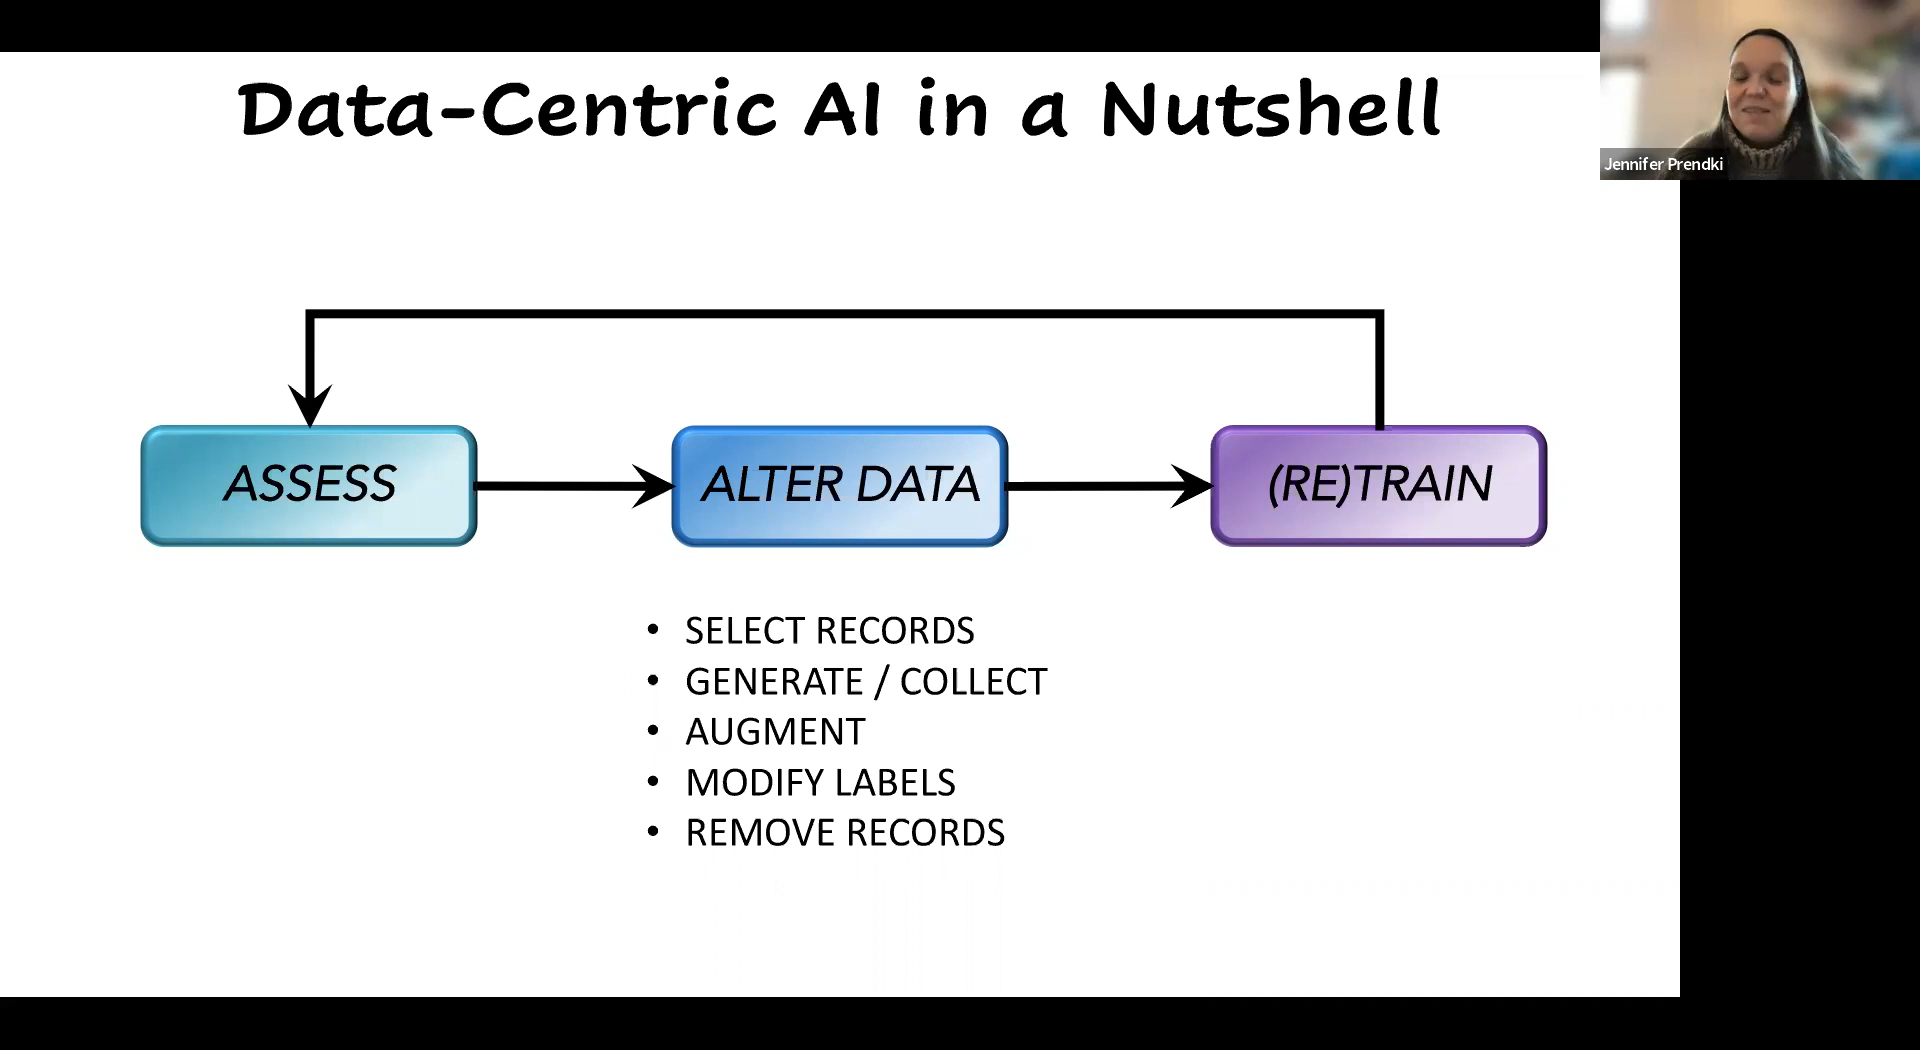 Data-Centric AI in a Nutshell
Jennifer Prendki
ASSESS
ALTER DATA
(RE)TRAIN
• SELECT RECORDS
• GENERATE / COLLECT
• AUGMENT
• MODIFY LABELS
• REMOVE RECORDS